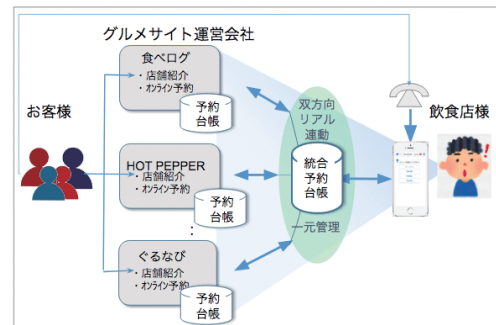 グルメサイト運営会社
食べログ
・店舗紹介
・オンライン予約
予約
台帳
お客様
HOT PEPPER
・店舗紹介
・オンライン予約
予約
台帳
:
ぐるなび
・店舗紹介
・オンライン予約
予約
台帳
双方向
リアル
連動
統合
予約
台帳
一元管理
飲食店様